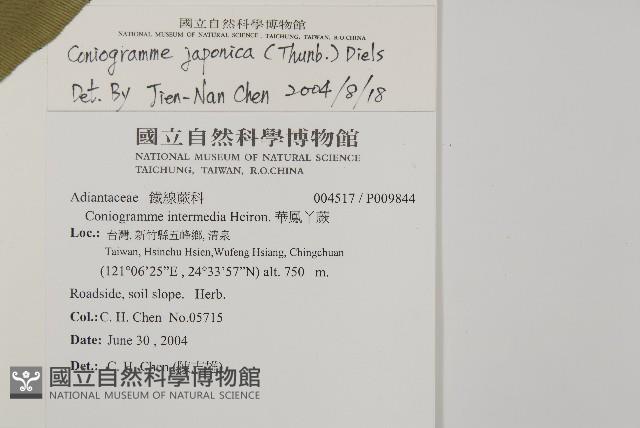 國立自然科學博物館
NATIONAL MUSEUM OF NATURAL SCIENCE, TAICHUNG, TAIWAN, R.O.CHINA
Coniogramme japonica (Thunb.) Diels
Det. By Jien-Nan Chen 2004/8/18
國立自然科學博物館
NATIONAL MUSEUM OF NATURAL SCIENCE
TAICHUNG, TAIWAN, R.O.CHINA
Adiantaceae 鐵線蕨科 004517 / P009844
Coniogramme intermedia Heiron. 華鳳丫蕨
Loc.: 台灣, 新竹縣五峰鄉, 清泉
Taiwan, Hsinchu Hsien,Wufeng Hsiang, Chingchuan
(121°06'25"E , 24°33'57"N) alt. 750 m.
Roadside, soil slope. Herb.
Col.: C. H. Chen No.05715
Date: June 30 , 2004
Det.: C. H. Chen (陳志雄)
國立自然科學博物館
NATIONAL MUSEUM OF NATURAL SCIENCE